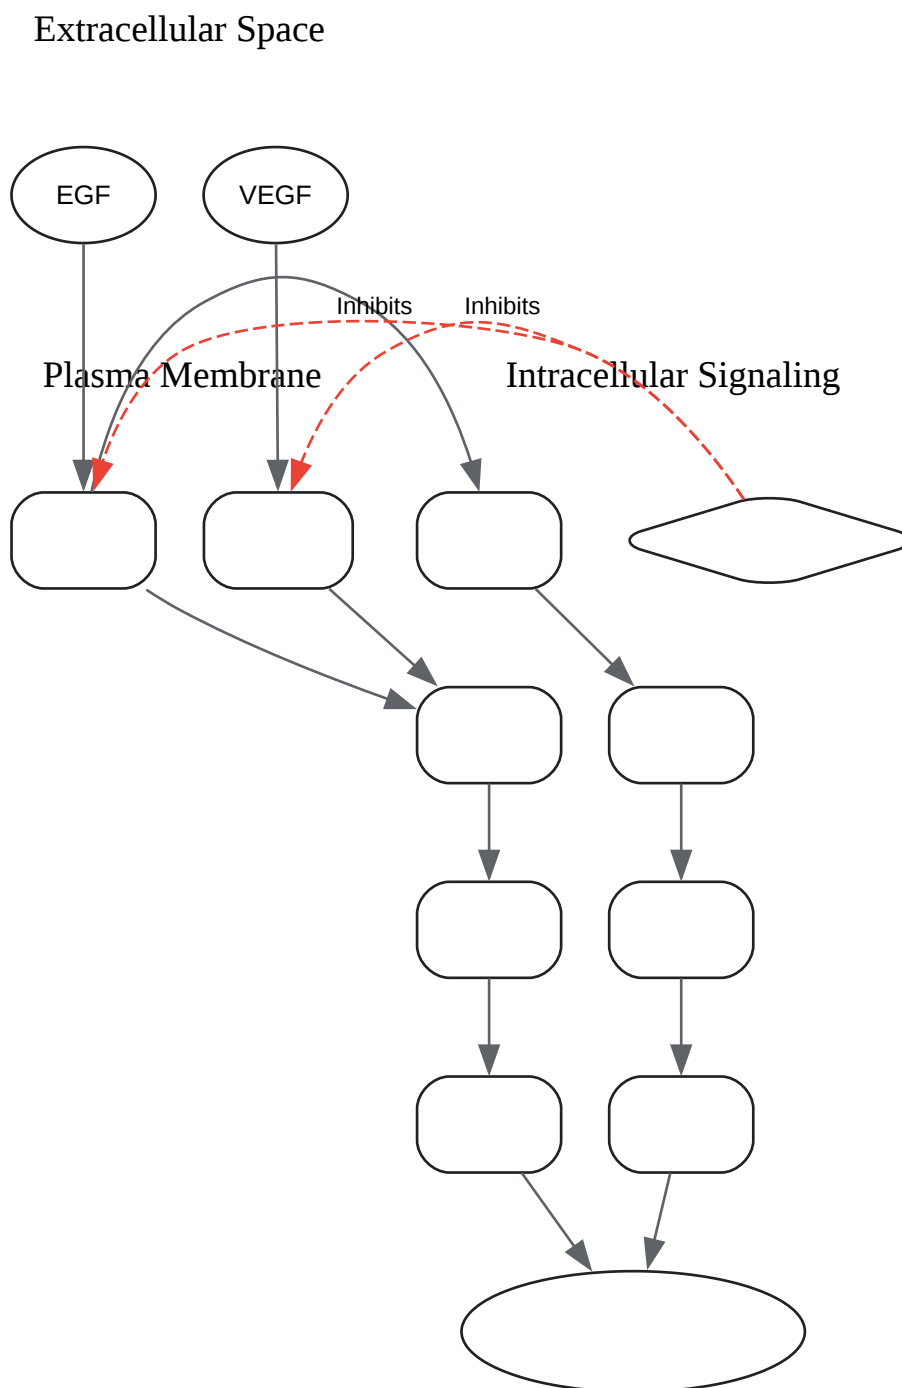 Extracellular Space
EGF
VEGF
Inhibits
Inhibits
Plasma Membrane
Intracellular Signaling